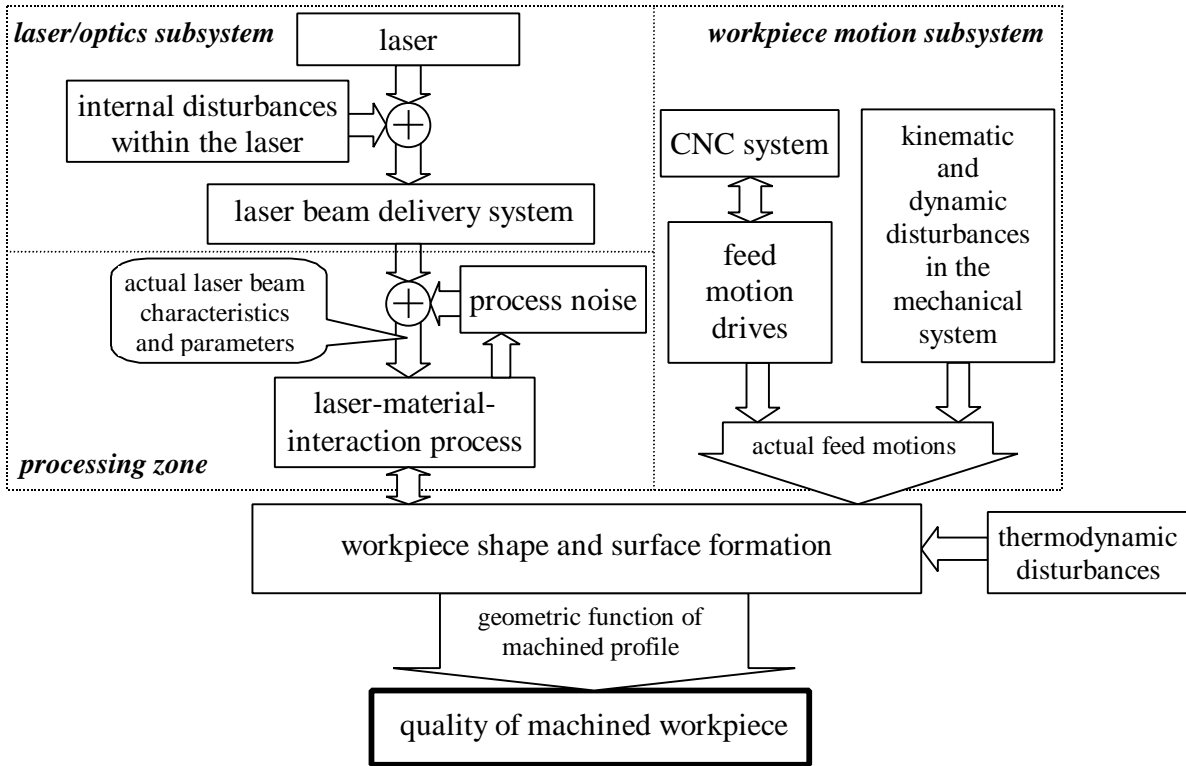 laser/optics subsystem
laser
internal disturbances
within the laser
laser beam delivery system
workpiece motion subsystem
CNC system
feed
motion
drives
kinematic
and
dynamic
disturbances
in the
mechanical
system
actual laser beam
characteristics
and parameters
process noise
laser-material-
interaction process
processing zone
actual feed motions
workpiece shape and surface formation
thermodynamic
disturbances
geometric function of
machined profile
quality of machined workpiece